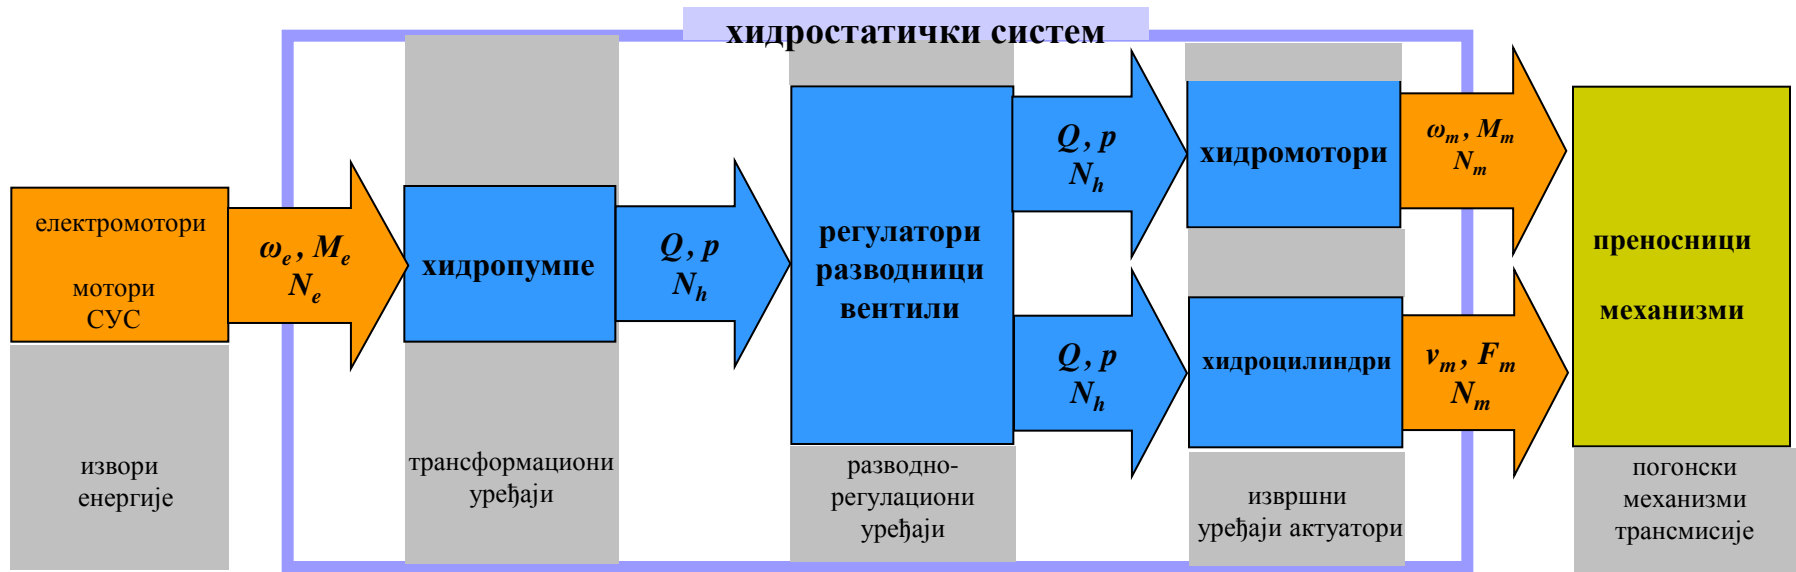 хидростатички систем
електромотори
мотори
СУС
извори
енергије
ωe , Me
Ne
хидропумпе
трансформациони
уређаји
Q , p
Nh
регулатори
разводници
вентили
разводно-
регулациони
уређаји
Q , p
Nh
Q , p
Nh
хидромотори
хидроцилиндри
извршни
уређаји актуатори
ωm , Mm
Nm
vm , Fm
Nm
преносници
механизми
погонски
механизми
трансмисије